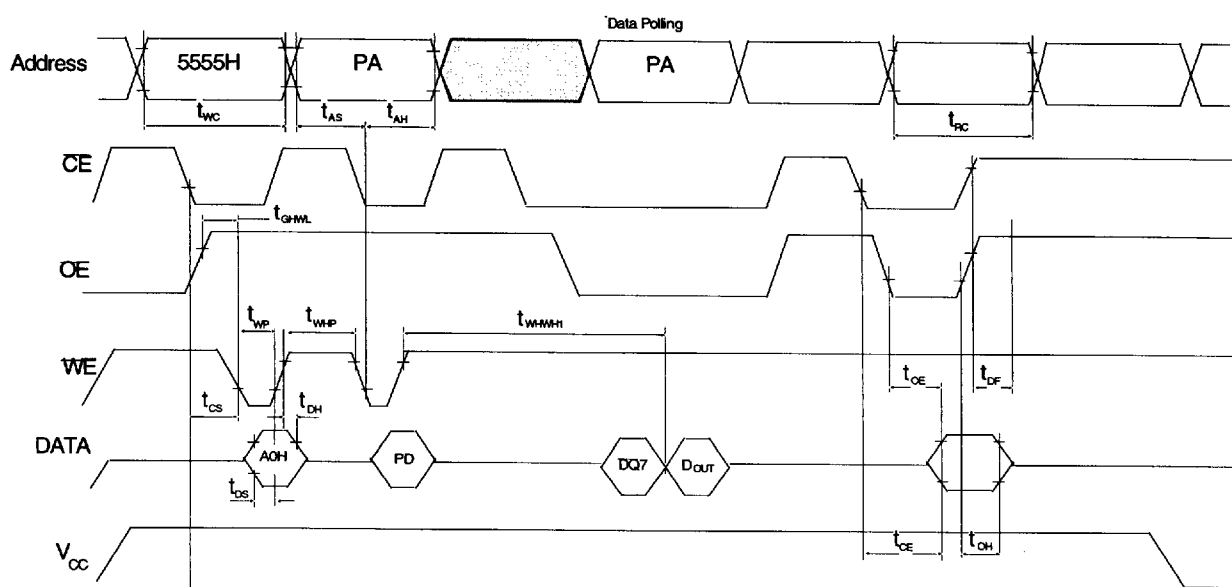 Data Polling
Address 5555H PA PA
tWC tAS tAH tRC
CE
tGHWL
OE
tWP tWHP tWHWH1
WE
tOE tDF
tCS tDH
DATA A0H PD DQ7 DOUT
tDS
tCE tOH
VCC